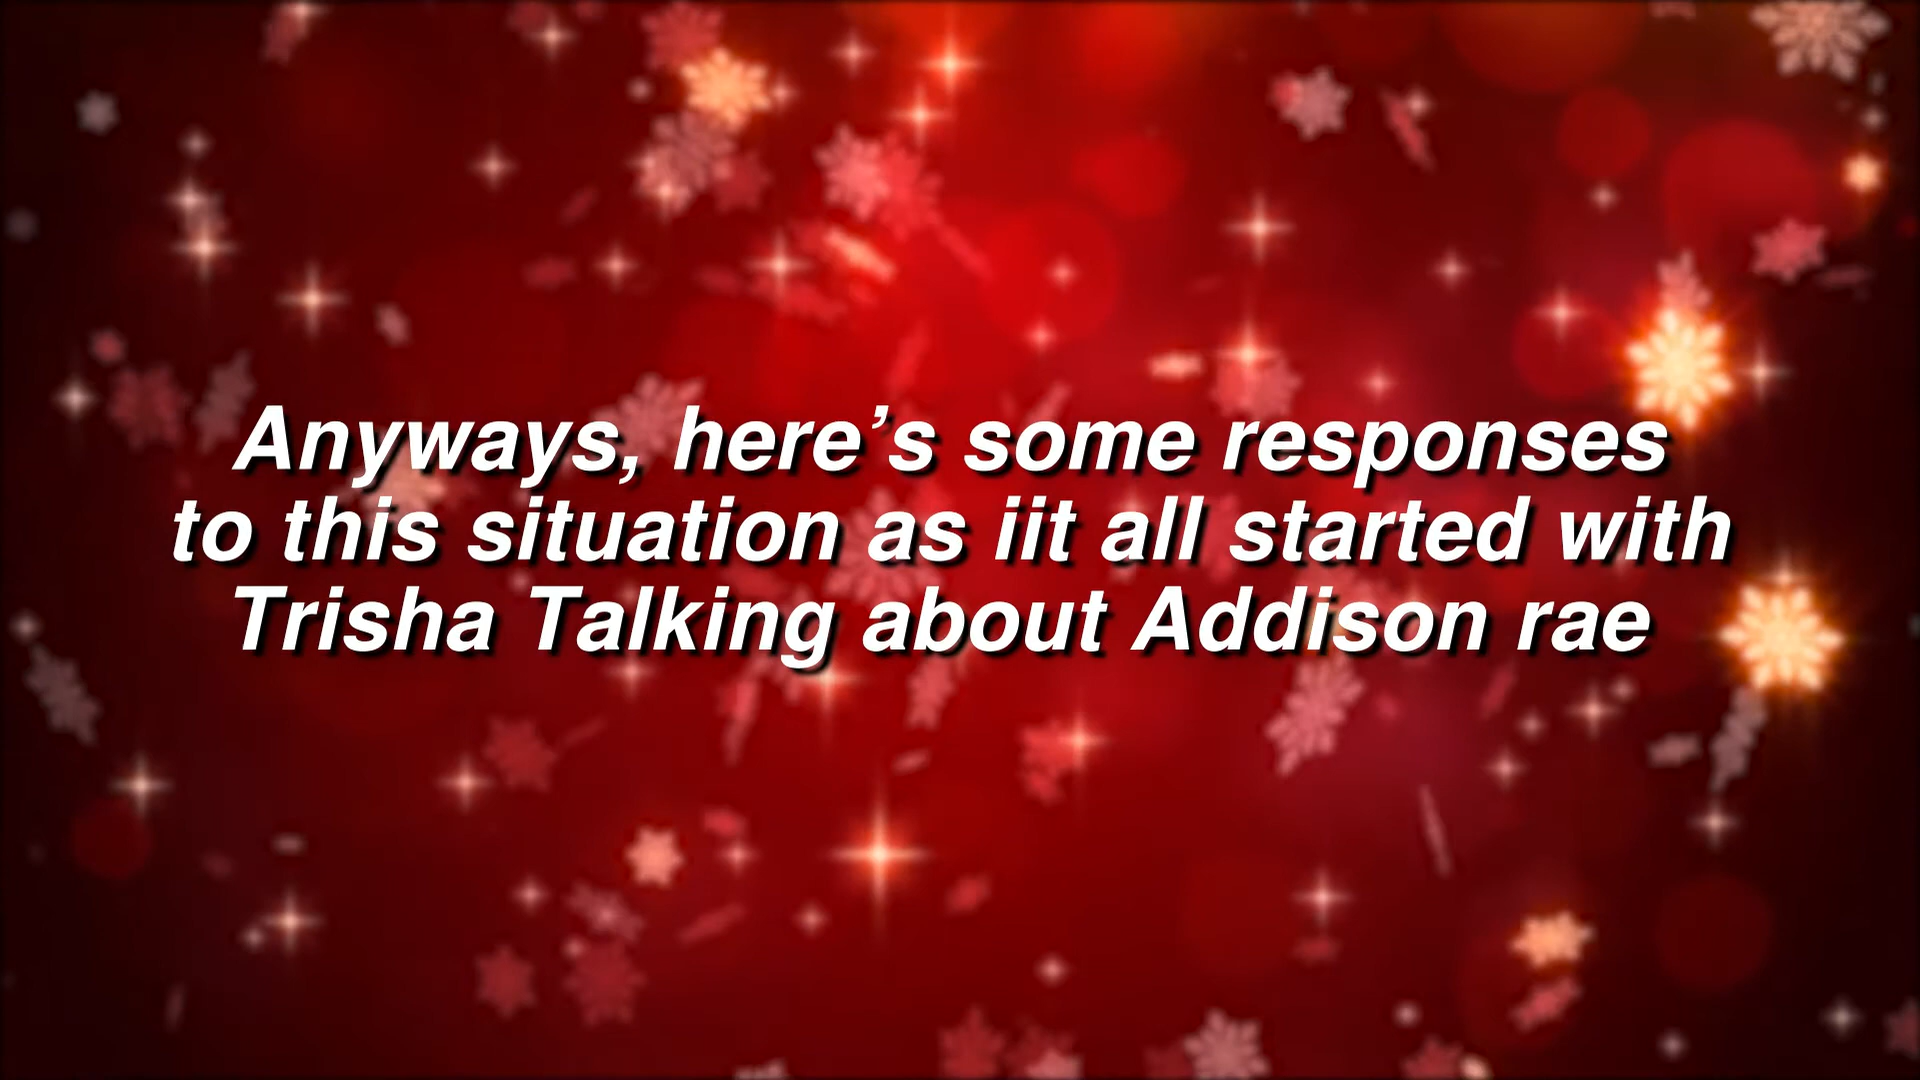 Anyways, here’s some responses
to this situation as iit all started with
Trisha Talking about Addison rae